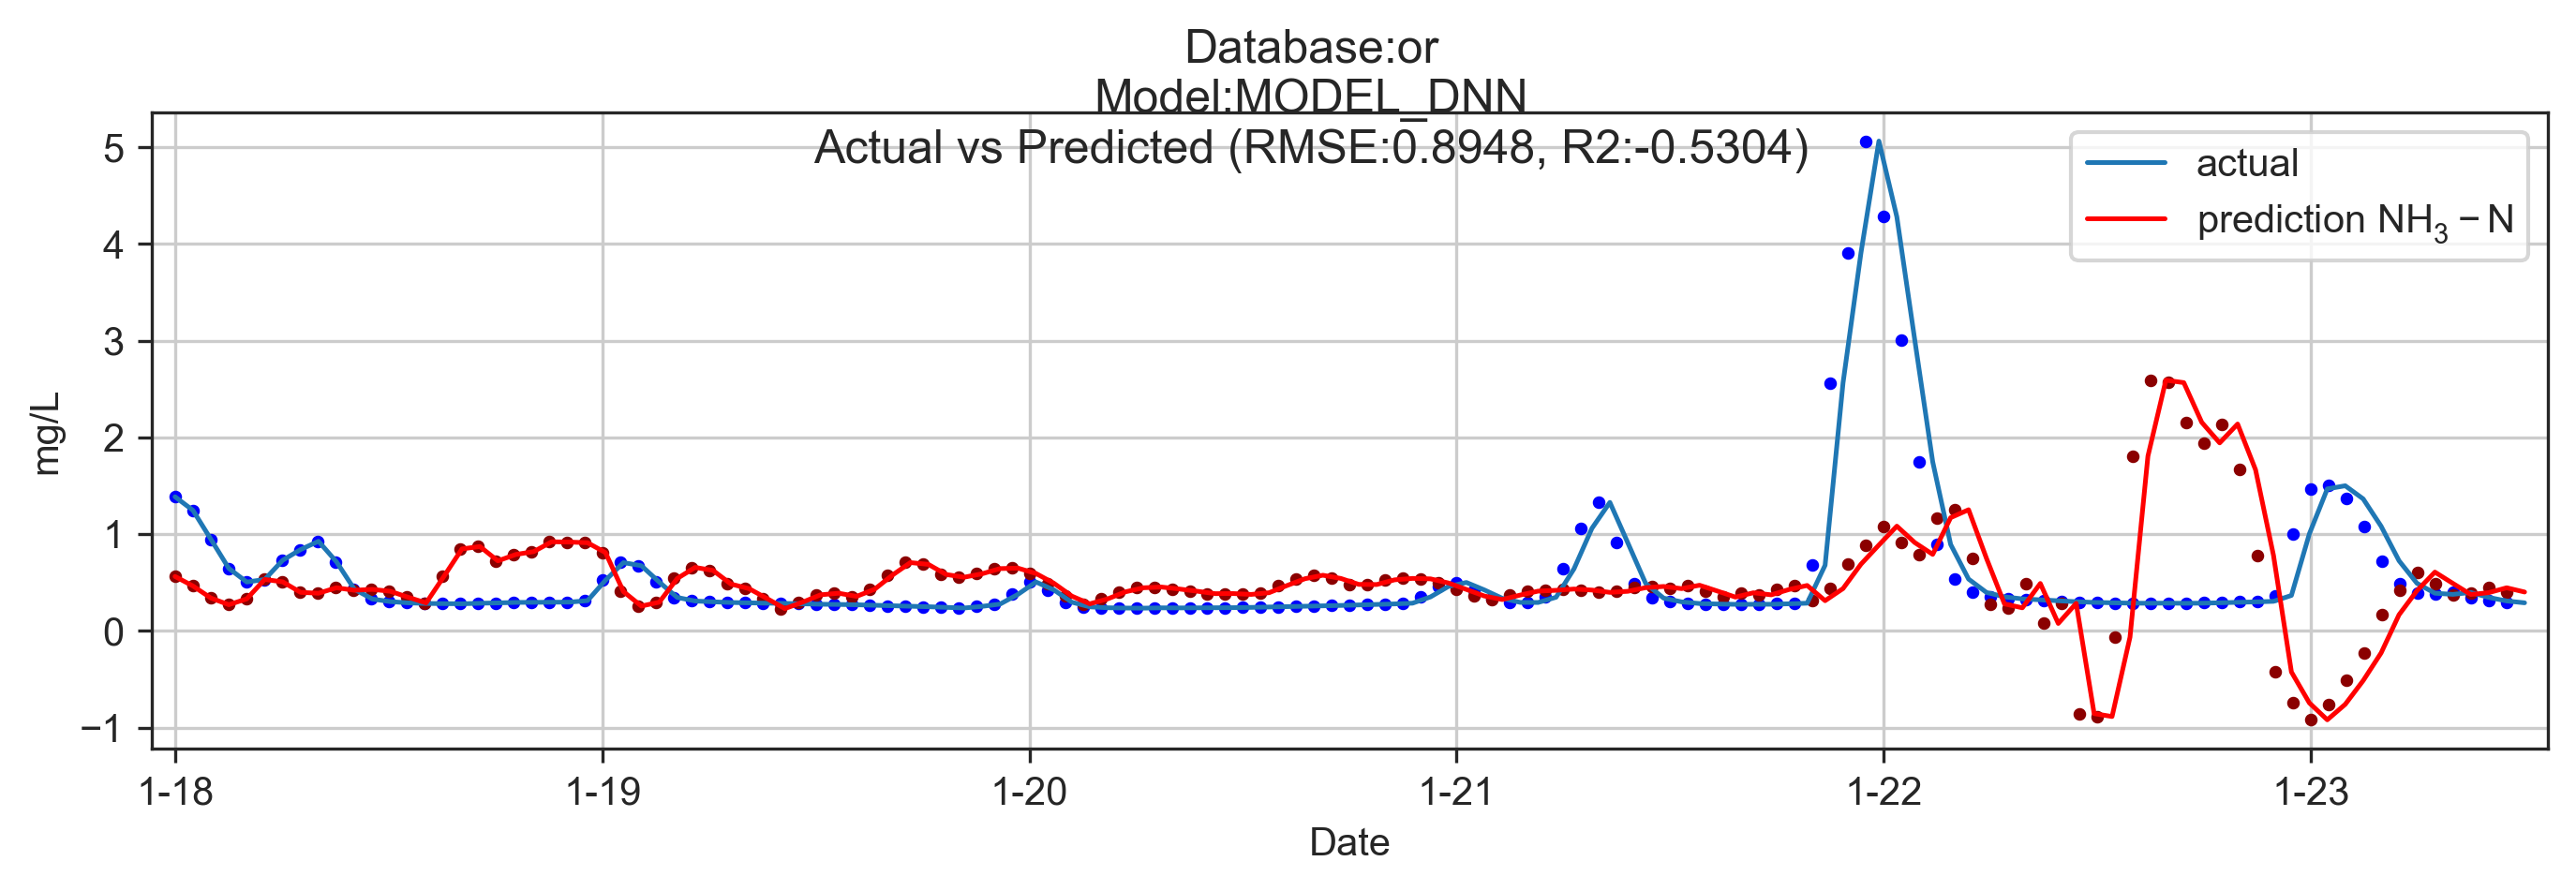 Database:or
Model:MODEL_DNN
Actual vs Predicted (RMSE:0.8948, R2:-0.5304)
actual
prediction NH₃ − N
5
4
3
2
1
0
−1
mg/L
1-18 1-19 1-20 1-21 1-22 1-23
Date